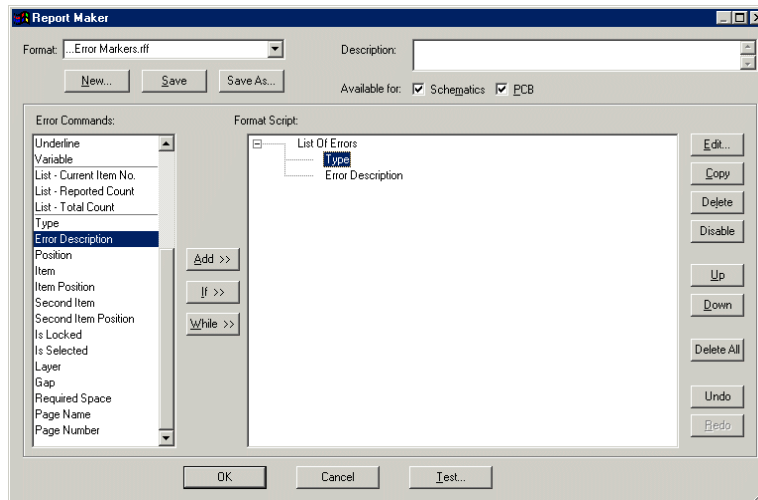 Report Maker
Format: ...Error Markers.rff
Description:
New... Save Save As...
Available for: Schematics PCB
Error Commands:
Format Script:
Underline
Variable
List - Current Item No.
List - Reported Count
List - Total Count
Type
Error Description
Position
Item
Item Position
Second Item
Second Item Position
Is Locked
Is Selected
Layer
Gap
Required Space
Page Name
Page Number
Add >>
If >>
While >>
List Of Errors
Type
Error Description
Edit...
Copy
Delete
Disable
Up
Down
Delete All
Undo
Redo
OK Cancel Test...